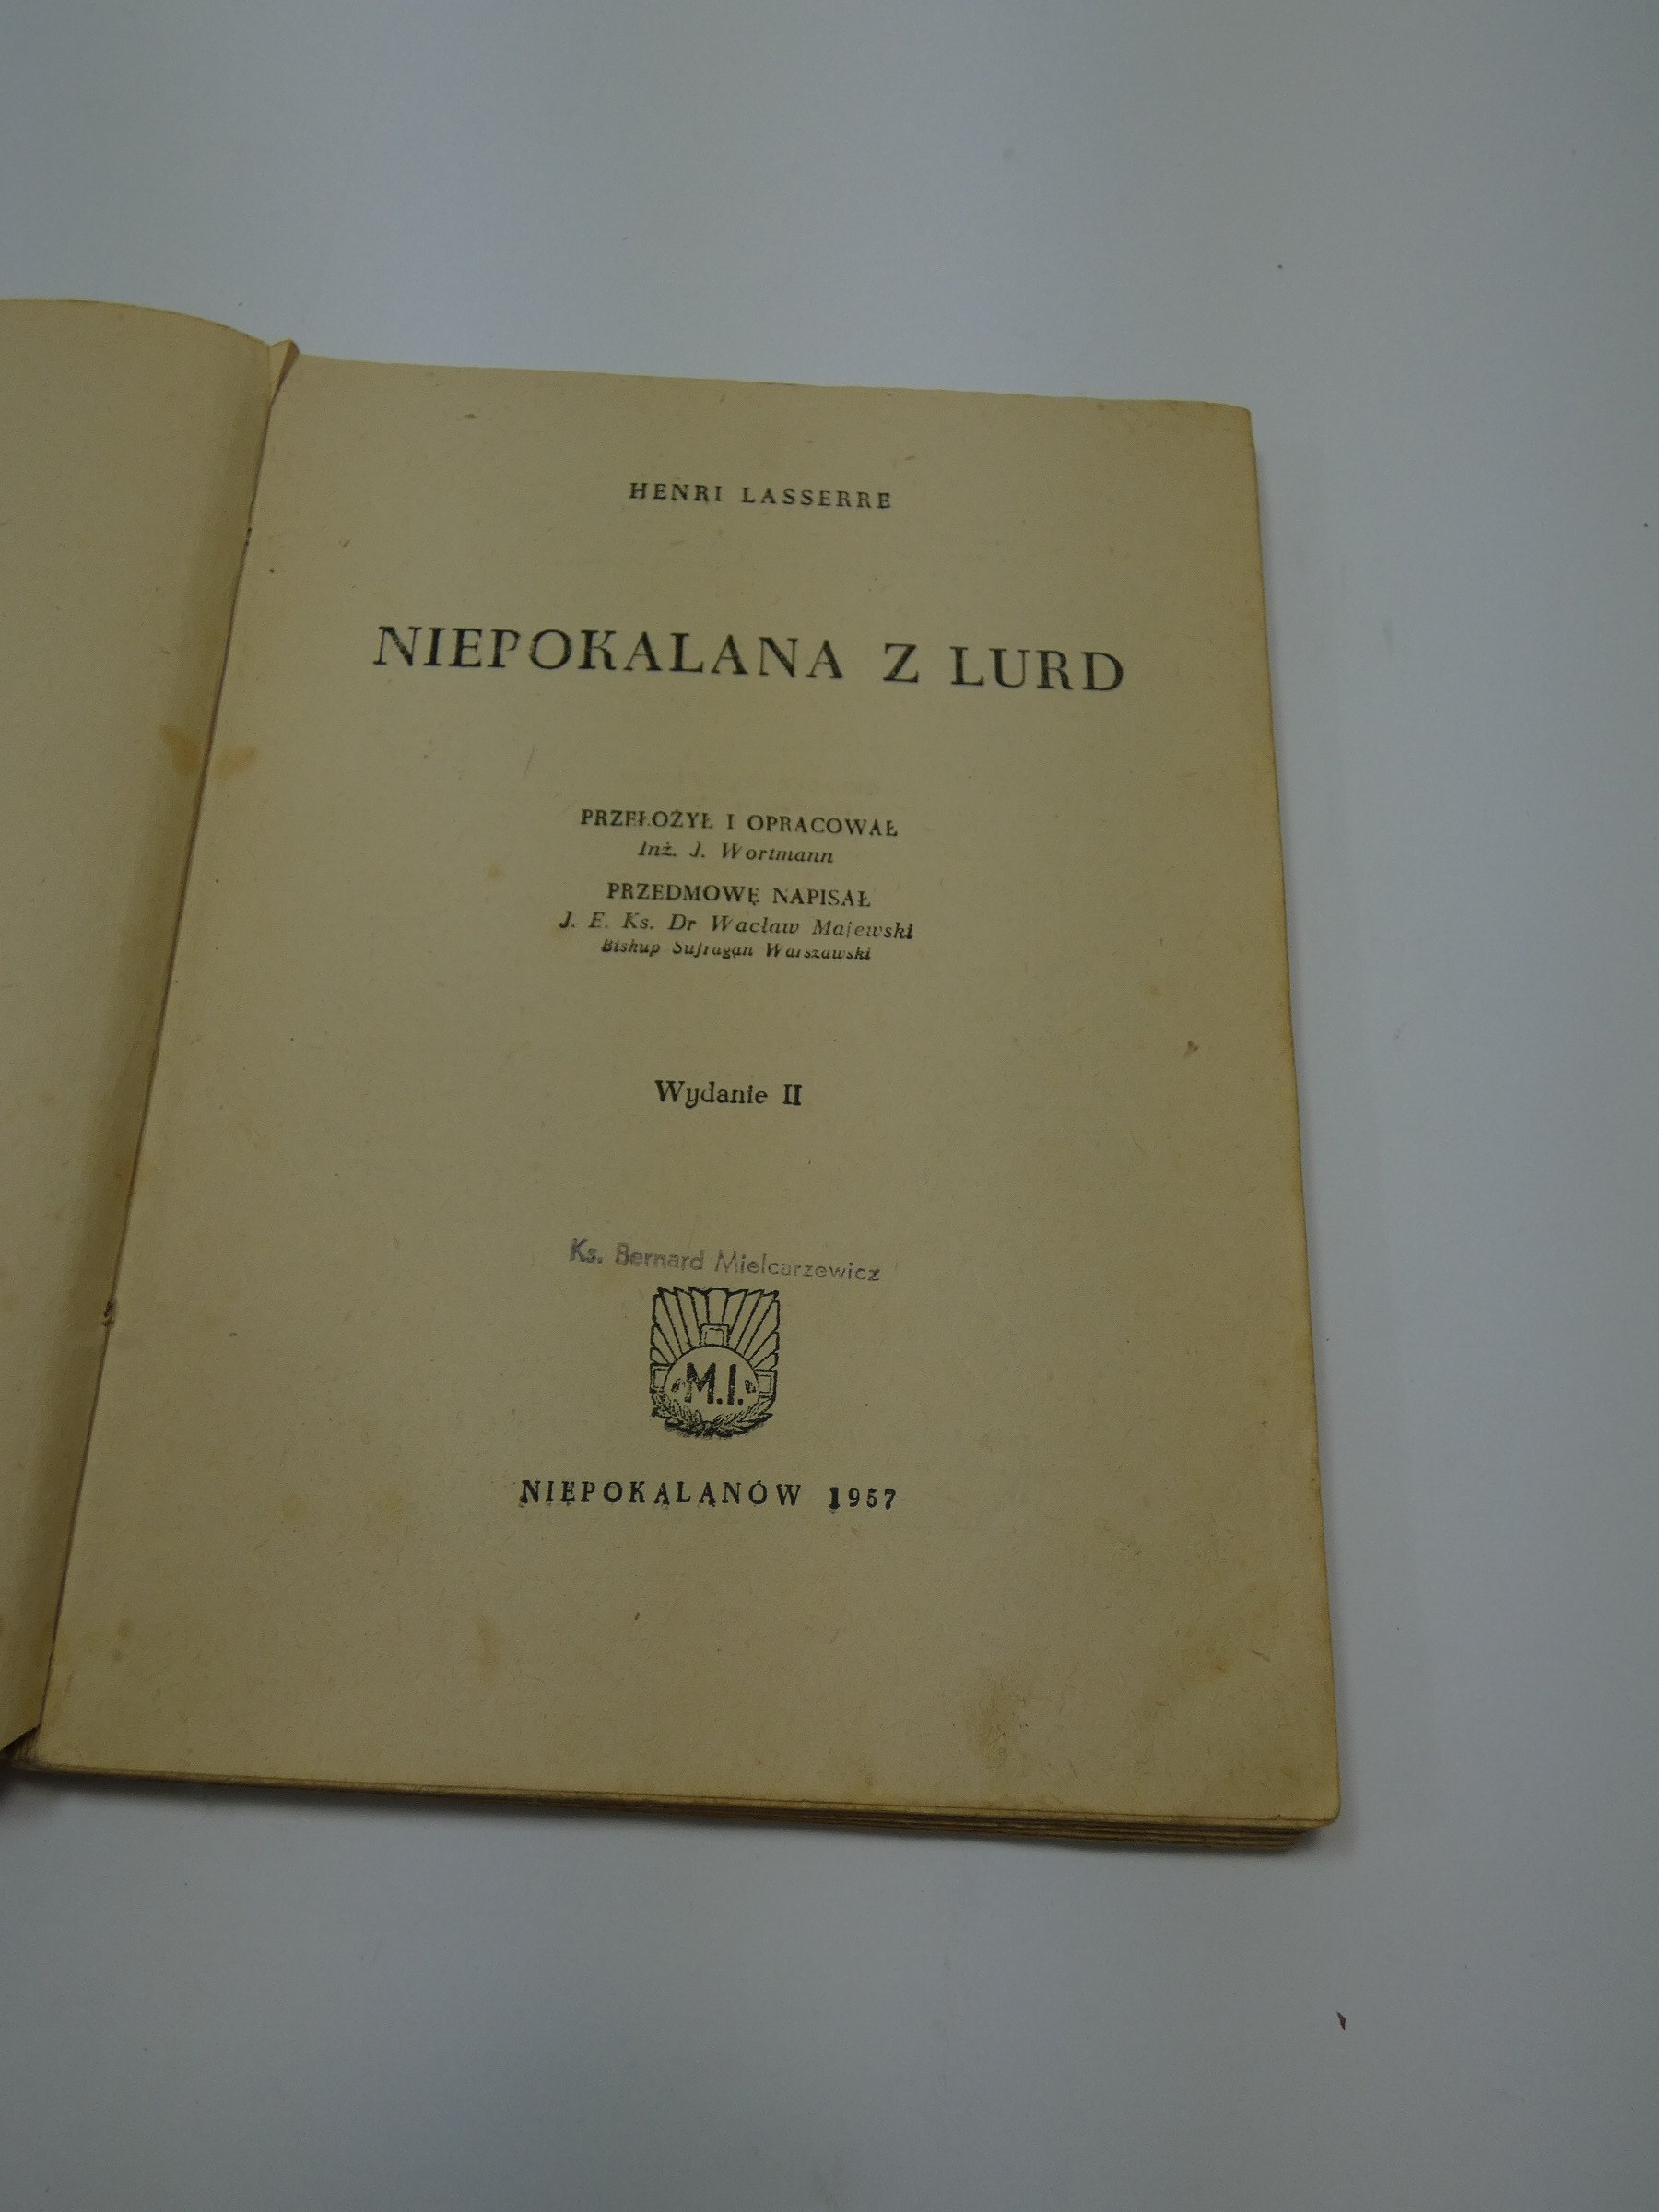 HENRI LASSERRE
NIEPOKALANA Z LURD
PRZEŁOŻYŁ I OPRACOWAŁ
Inż. J. Wortmann
PRZEDMOWĘ NAPISAŁ
J. E. Ks. Dr Wacław Majewski
Biskup Sufragan Warszawski
Wydanie II
Ks. Bernard Mielcarzewicz
M.I.
NIEPOKALANÓW 1957